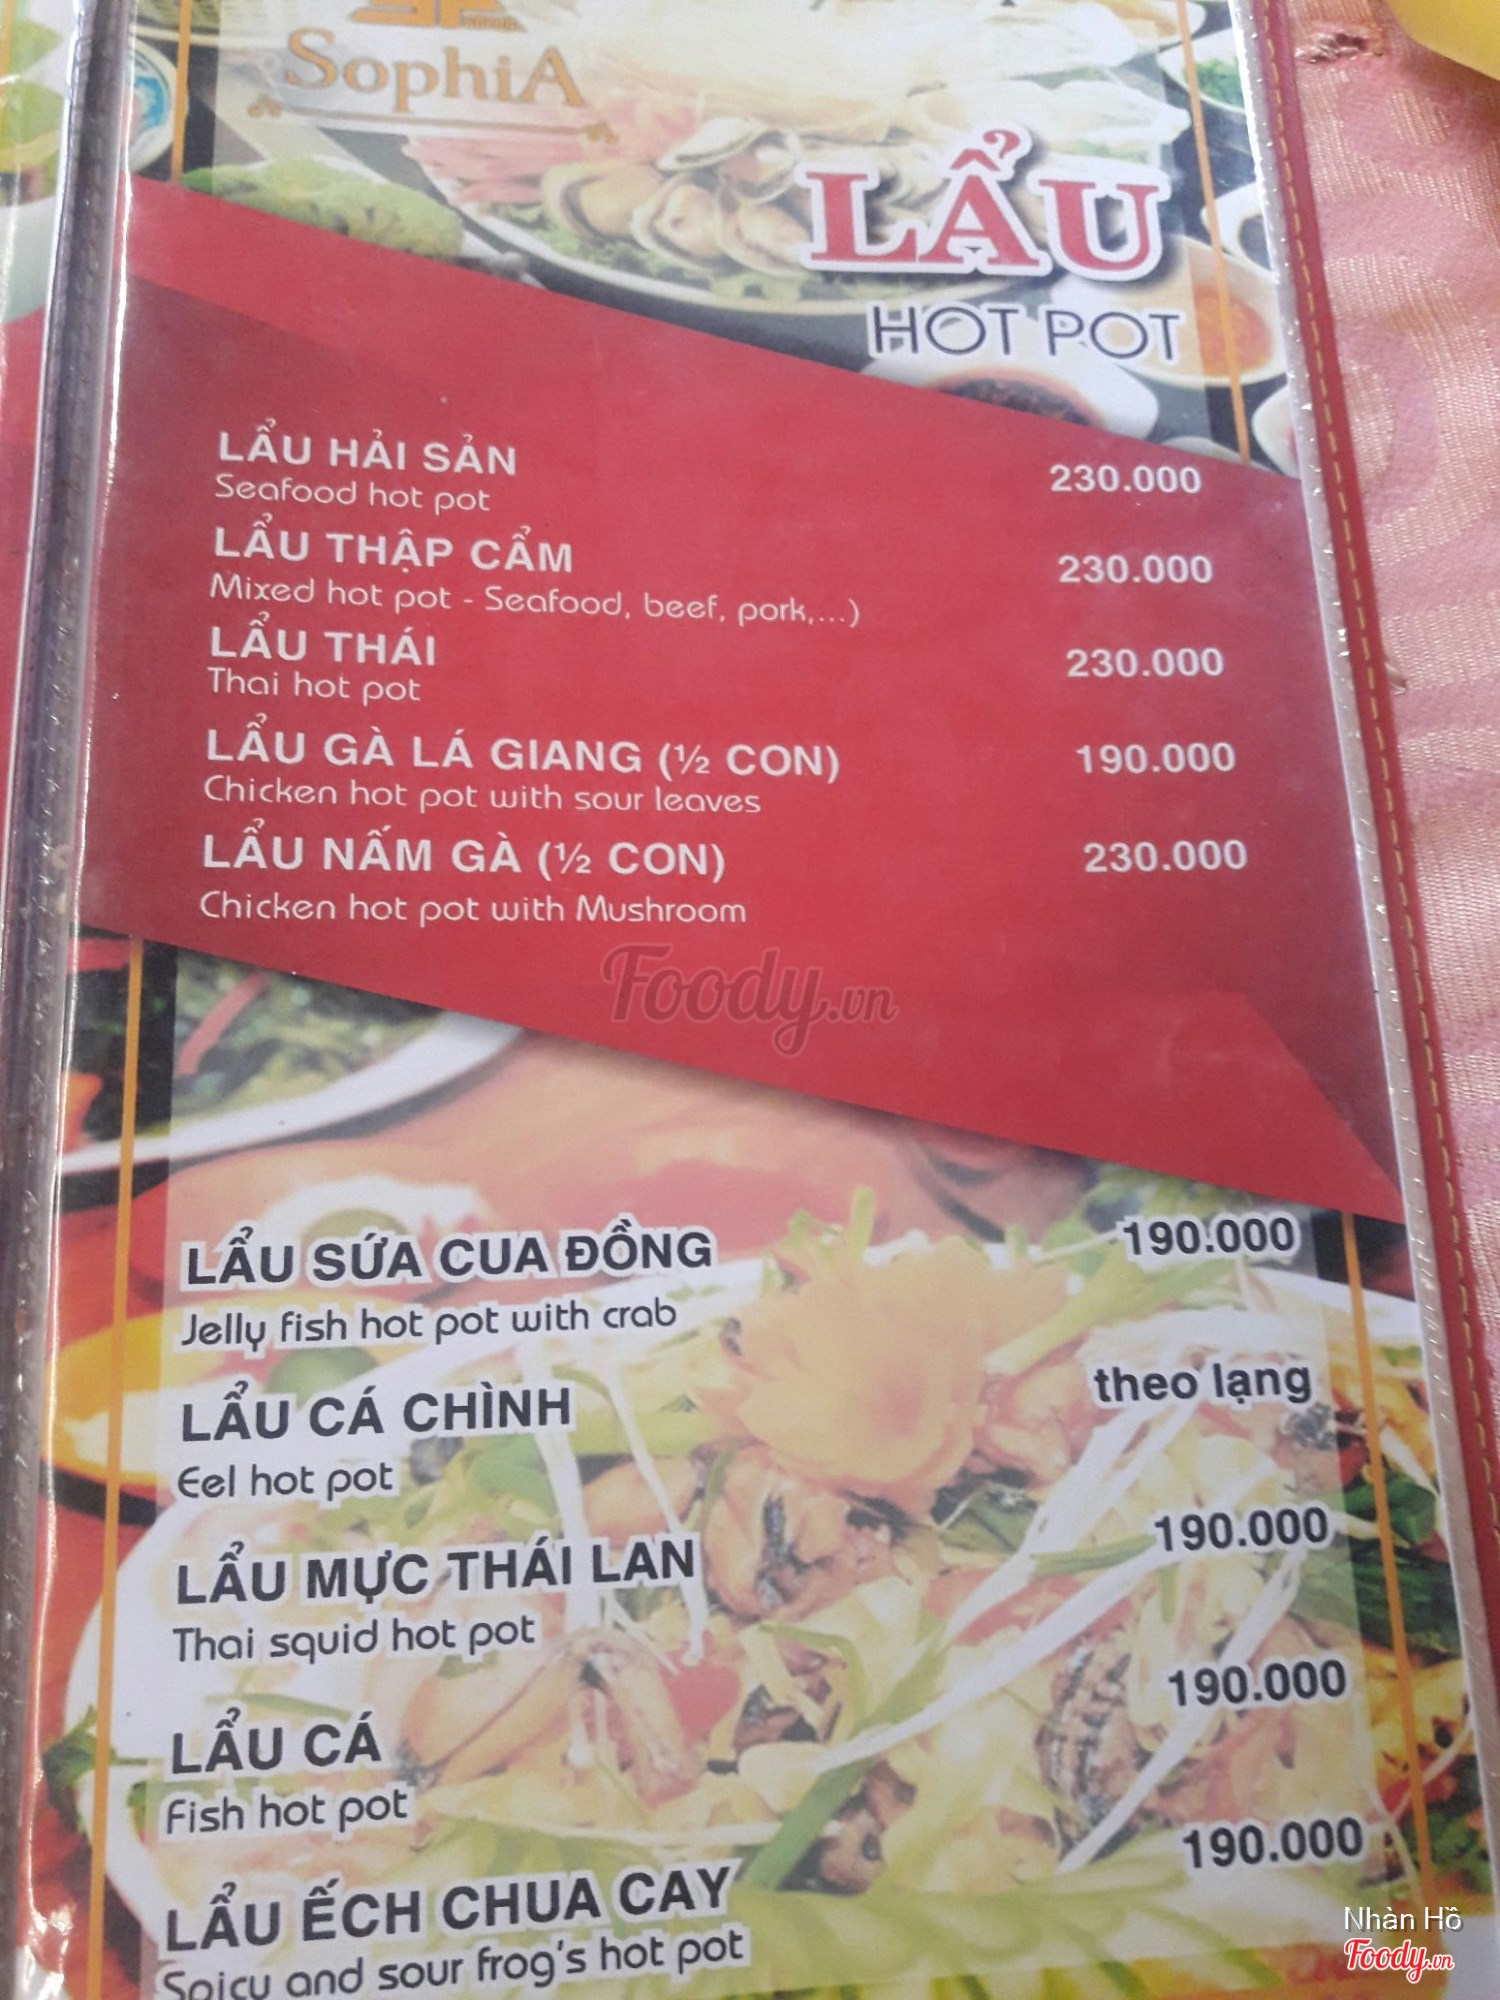 SophiA
LẨU
HOT POT
LẨU HẢI SẢN 230.000
Seafood hot pot
LẨU THẬP CẨM 230.000
Mixed hot pot - Seafood, beef, pork,...)
LẨU THÁI 230.000
Thai hot pot
LẨU GÀ LÁ GIANG (½ CON) 190.000
Chicken hot pot with sour leaves
LẨU NẤM GÀ (½ CON) 230.000
Chicken hot pot with Mushroom
Foody.vn
LẨU SỨA CUA ĐỒNG 190.000
Jelly fish hot pot with crab
LẨU CÁ CHÌNH theo lạng
Eel hot pot
LẨU MỰC THÁI LAN 190.000
Thai squid hot pot
LẨU CÁ 190.000
Fish hot pot
LẨU ẾCH CHUA CAY 190.000
Spicy and sour frog's hot pot
Nhàn Hồ
Foody.vn